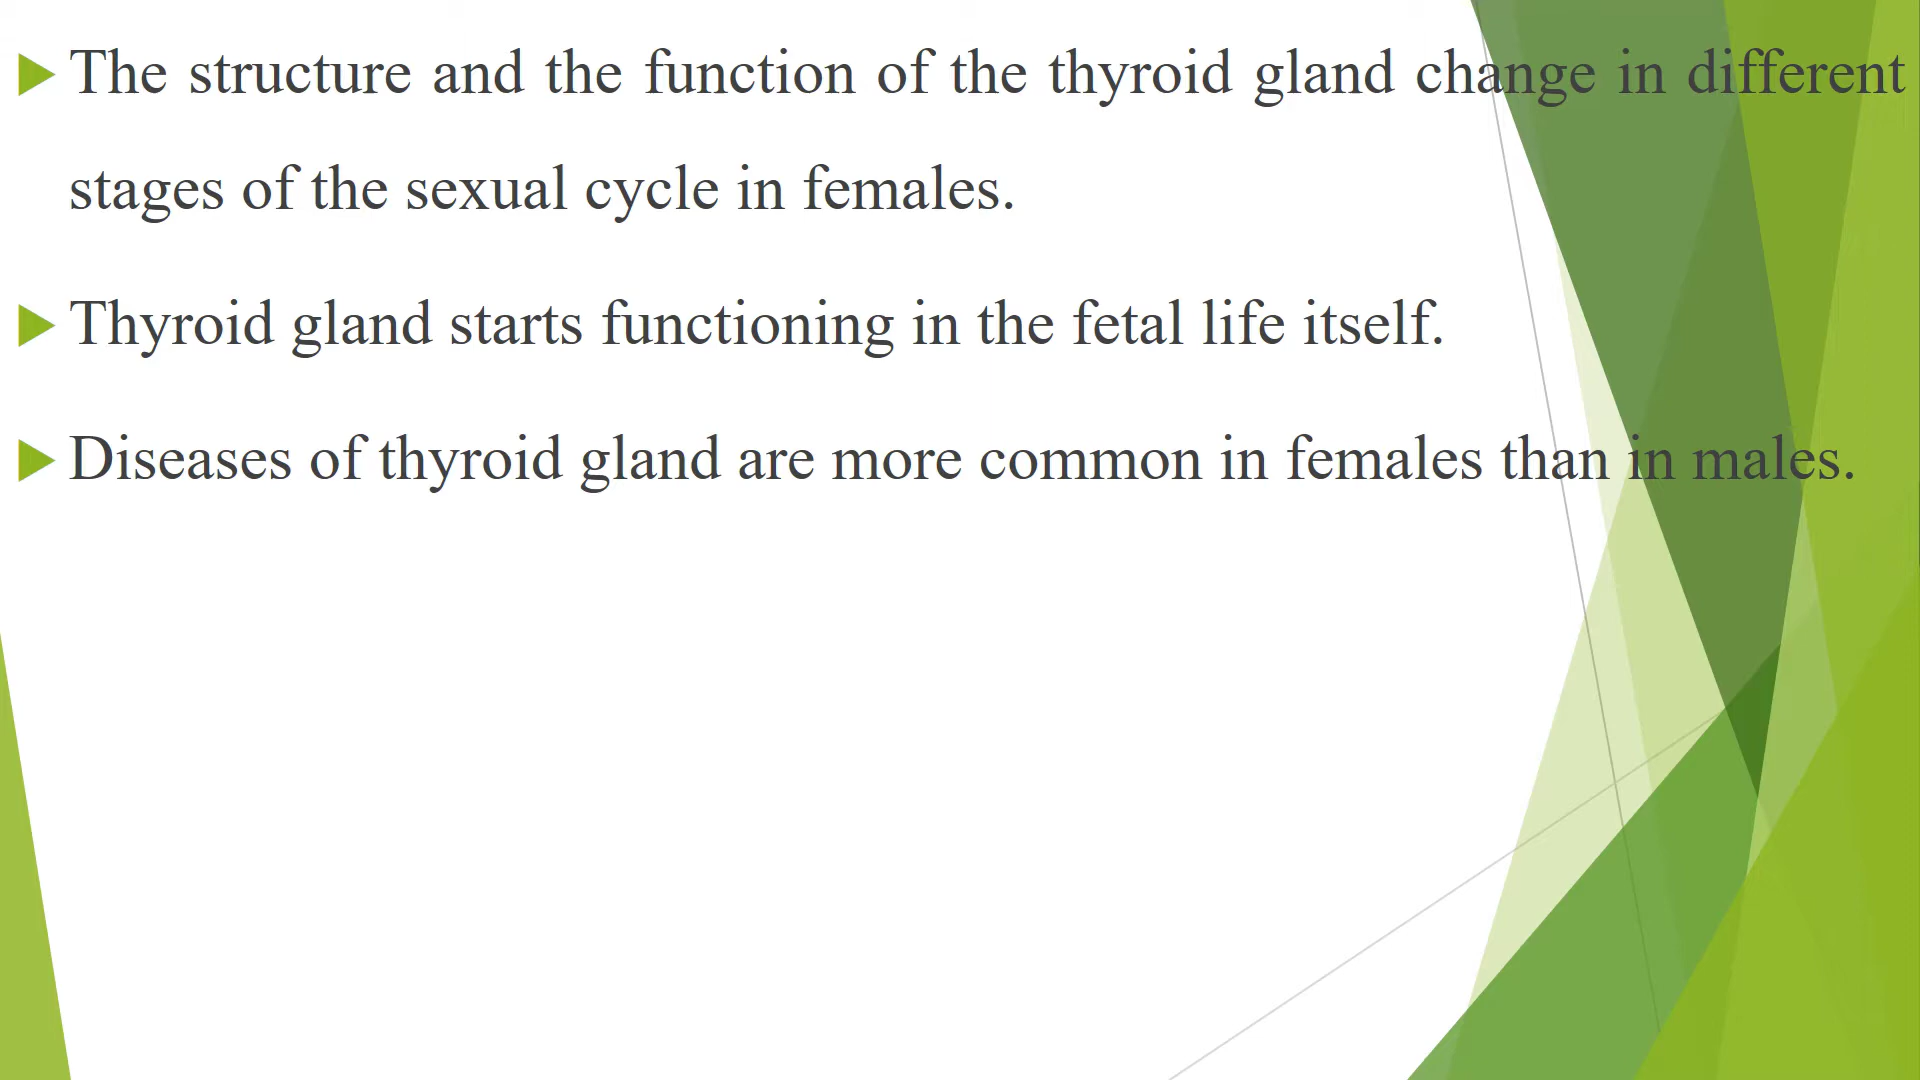 The structure and the function of the thyroid gland change in different
stages of the sexual cycle in females.
Thyroid gland starts functioning in the fetal life itself.
Diseases of thyroid gland are more common in females than in males.